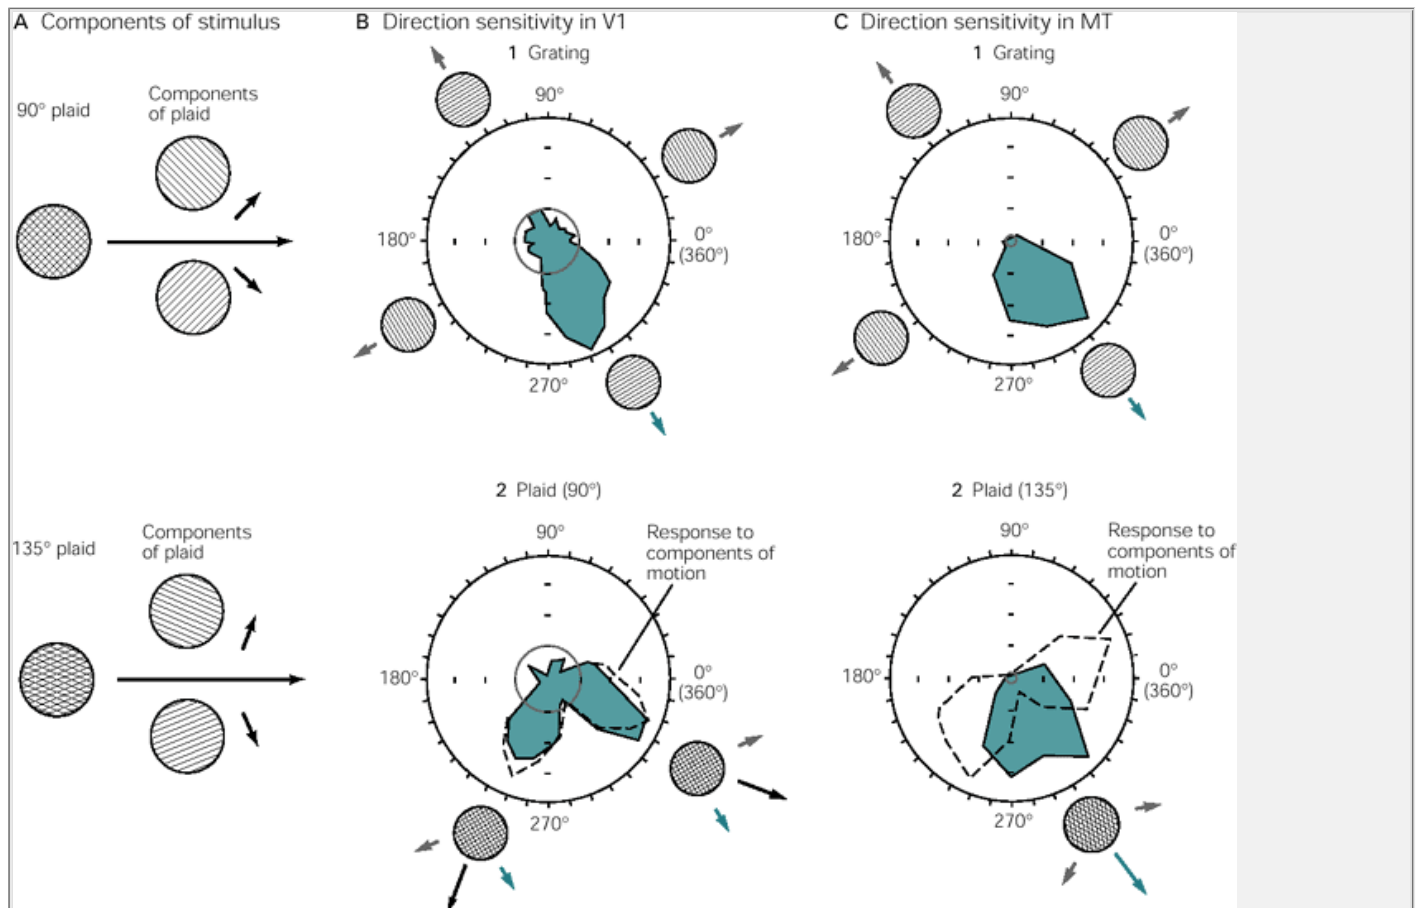 A Components of stimulus
90° plaid
Components
of plaid
135° plaid
Components
of plaid
B Direction sensitivity in V1
1 Grating
90°
180°
0°
(360°)
270°
2 Plaid (90°)
90°
Response to
components of
motion
180°
0°
(360°)
270°
C Direction sensitivity in MT
1 Grating
90°
180°
0°
(360°)
270°
2 Plaid (135°)
90°
Response to
components of
motion
180°
0°
(360°)
270°